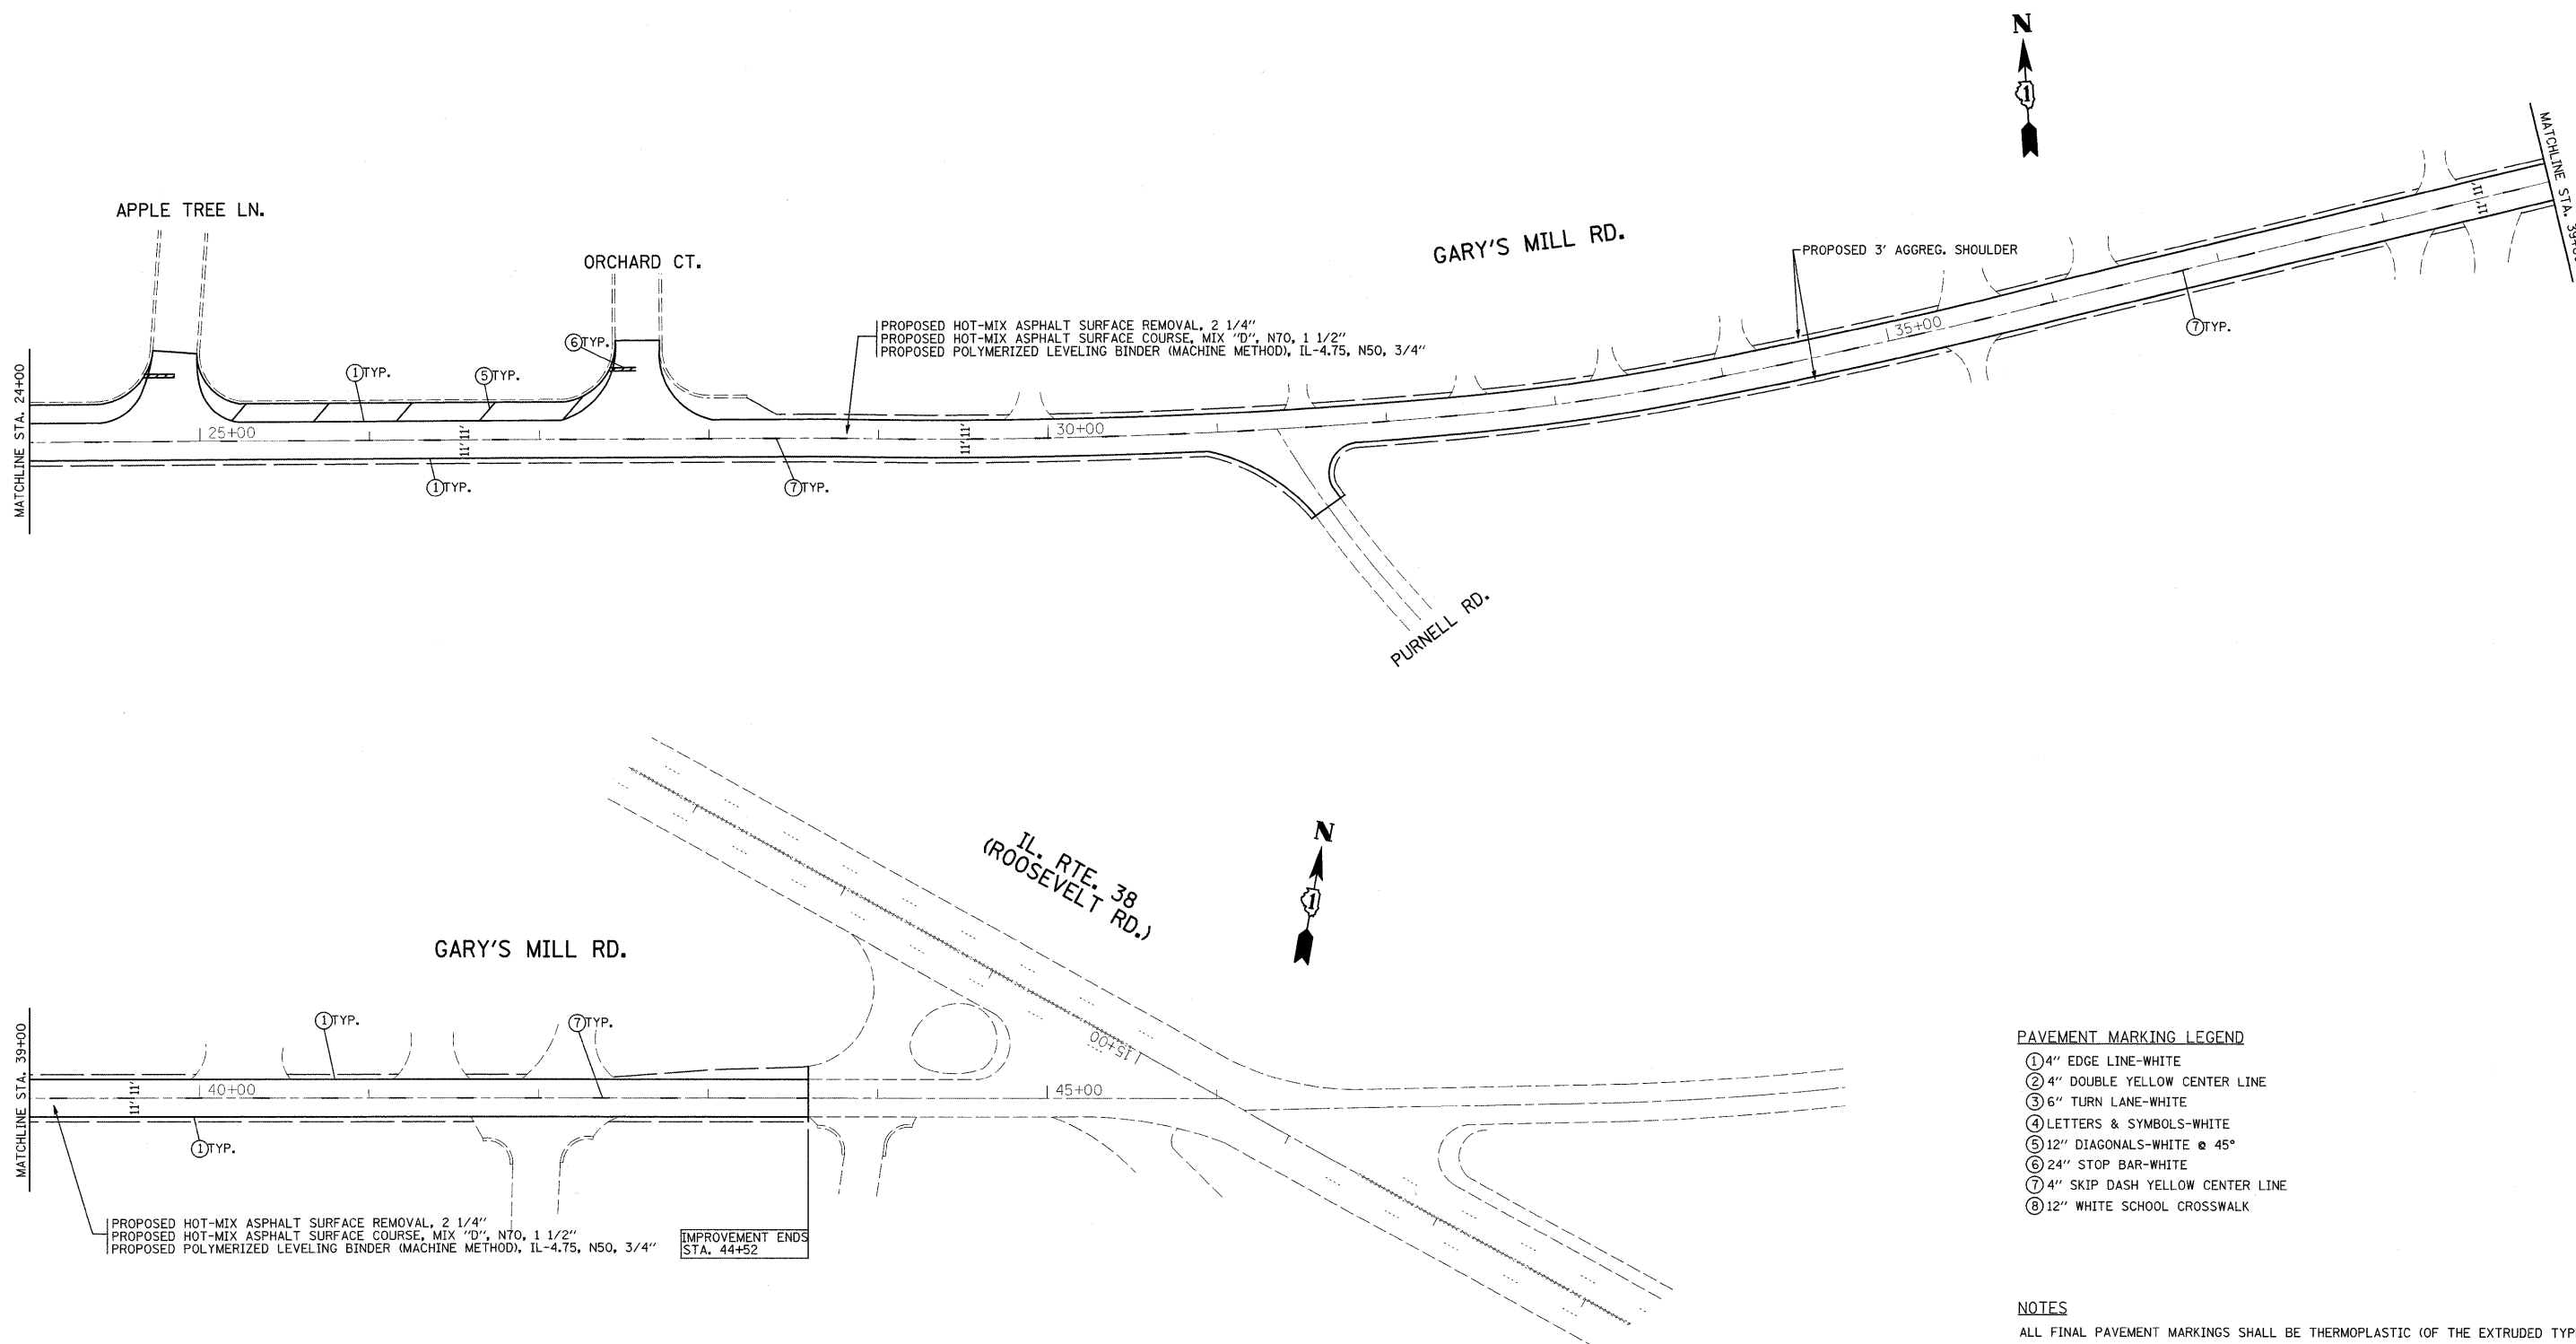 N
1
MATCHLINE STA. 39+0
APPLE TREE LN.
ORCHARD CT.
GARY'S MILL RD.
PROPOSED 3' AGGREG. SHOULDER
11' 11'
PROPOSED HOT-MIX ASPHALT SURFACE REMOVAL, 2 1/4"
PROPOSED HOT-MIX ASPHALT SURFACE COURSE, MIX "D", N70, 1 1/2"
PROPOSED POLYMERIZED LEVELING BINDER (MACHINE METHOD), IL-4.75, N50, 3/4"
6 TYP.
1 TYP.
5 TYP.
35+00
7 TYP.
MATCHLINE STA. 24+00
25+00
11' 11'
11' 11'
30+00
1 TYP.
7 TYP.
PURNELL RD.
N
1
IL. RTE. 38
(ROOSEVELT RD.)
GARY'S MILL RD.
MATCHLINE STA. 39+00
1 TYP.
7 TYP.
115+00
11' 11'
40+00
45+00
1 TYP.
PROPOSED HOT-MIX ASPHALT SURFACE REMOVAL, 2 1/4"
PROPOSED HOT-MIX ASPHALT SURFACE COURSE, MIX "D", N70, 1 1/2"
PROPOSED POLYMERIZED LEVELING BINDER (MACHINE METHOD), IL-4.75, N50, 3/4"
IMPROVEMENT ENDS
STA. 44+52
PAVEMENT MARKING LEGEND
1 4" EDGE LINE-WHITE
2 4" DOUBLE YELLOW CENTER LINE
3 6" TURN LANE-WHITE
4 LETTERS & SYMBOLS-WHITE
5 12" DIAGONALS-WHITE @ 45°
6 24" STOP BAR-WHITE
7 4" SKIP DASH YELLOW CENTER LINE
8 12" WHITE SCHOOL CROSSWALK
NOTES
ALL FINAL PAVEMENT MARKINGS SHALL BE THERMOPLASTIC (OF THE EXTRUDED TYP